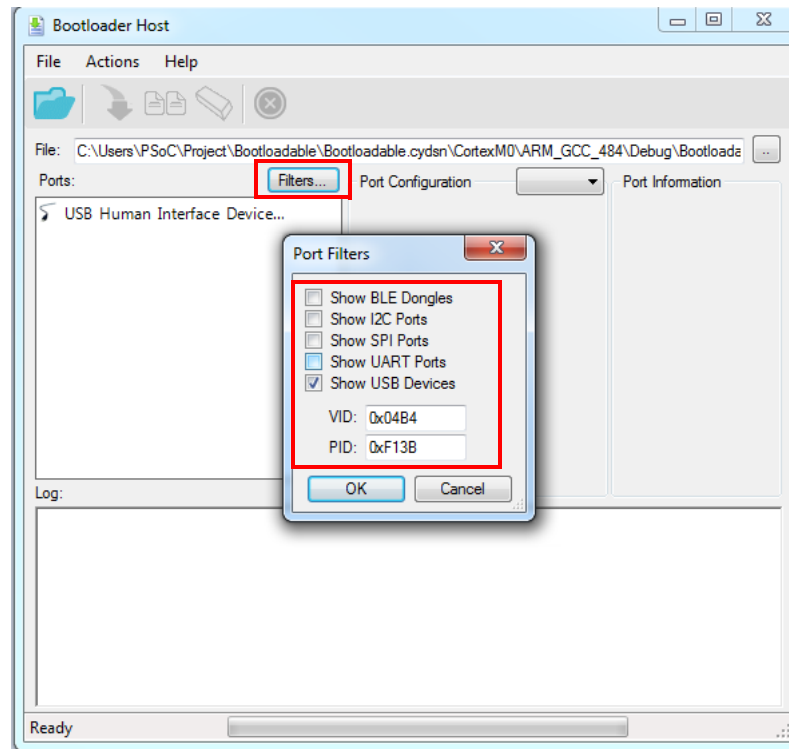 Bootloader Host
File Actions Help
File: C:\Users\PSoC\Project\Bootloadable\Bootloadable.cydsn\CortexM0\ARM_GCC_484\Debug\Bootloada ..
Ports: Filters... Port Configuration Port Information
USB Human Interface Device...
Port Filters
Show BLE Dongles
Show I2C Ports
Show SPI Ports
Show UART Ports
Show USB Devices
VID: 0x04B4
PID: 0xF13B
OK Cancel
Log:
Ready